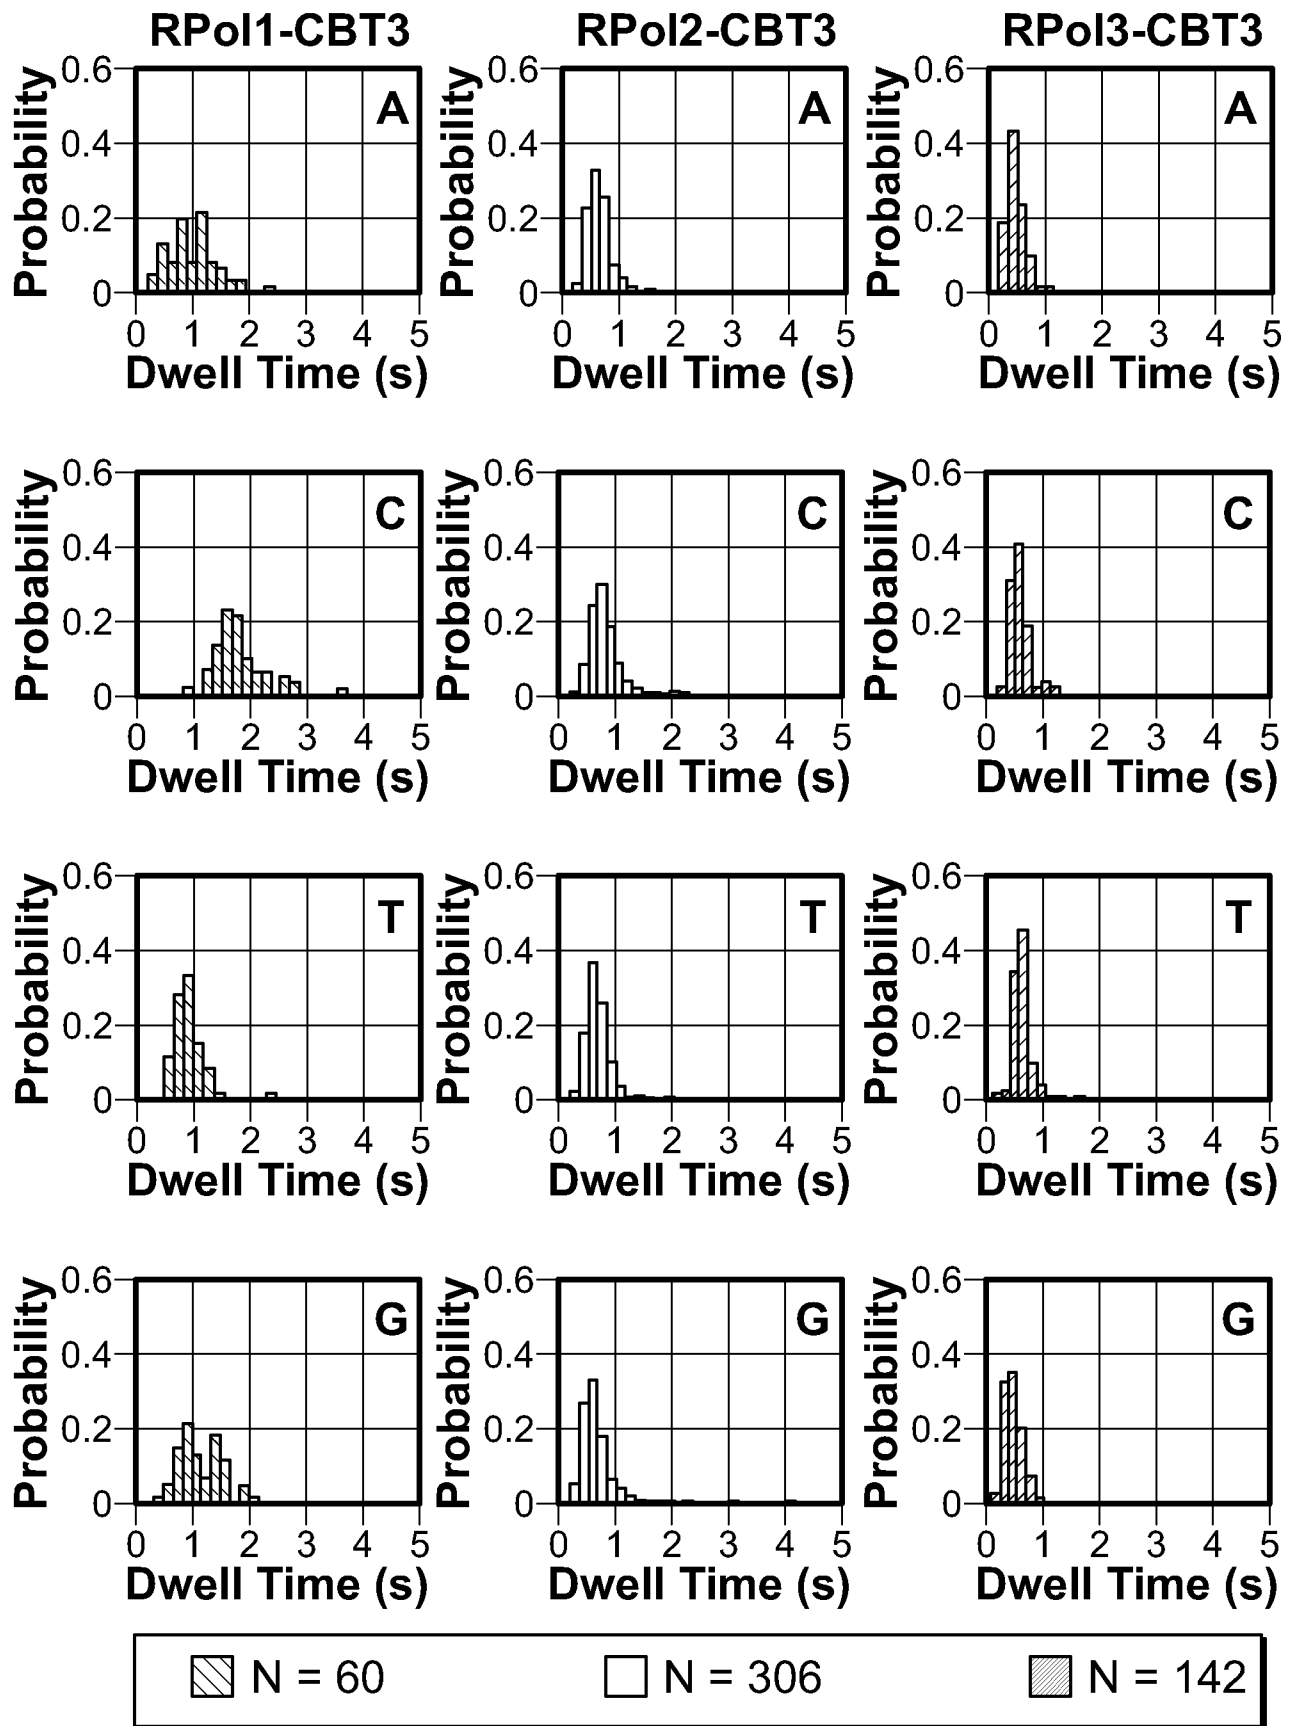 RPol1-CBT3 RPol2-CBT3 RPol3-CBT3
Probability 0.6 0.4 0.2 0 A Probability 0.6 0.4 0.2 0 A Probability 0.6 0.4 0.2 0 A
0 1 2 3 4 5 0 1 2 3 4 5 0 1 2 3 4 5
Dwell Time (s) Dwell Time (s) Dwell Time (s)
Probability 0.6 0.4 0.2 0 C Probability 0.6 0.4 0.2 0 C Probability 0.6 0.4 0.2 0 C
0 1 2 3 4 5 0 1 2 3 4 5 0 1 2 3 4 5
Dwell Time (s) Dwell Time (s) Dwell Time (s)
Probability 0.6 0.4 0.2 0 T Probability 0.6 0.4 0.2 0 T Probability 0.6 0.4 0.2 0 T
0 1 2 3 4 5 0 1 2 3 4 5 0 1 2 3 4 5
Dwell Time (s) Dwell Time (s) Dwell Time (s)
Probability 0.6 0.4 0.2 0 G Probability 0.6 0.4 0.2 0 G Probability 0.6 0.4 0.2 0 G
0 1 2 3 4 5 0 1 2 3 4 5 0 1 2 3 4 5
Dwell Time (s) Dwell Time (s) Dwell Time (s)
N = 60 N = 306 N = 142